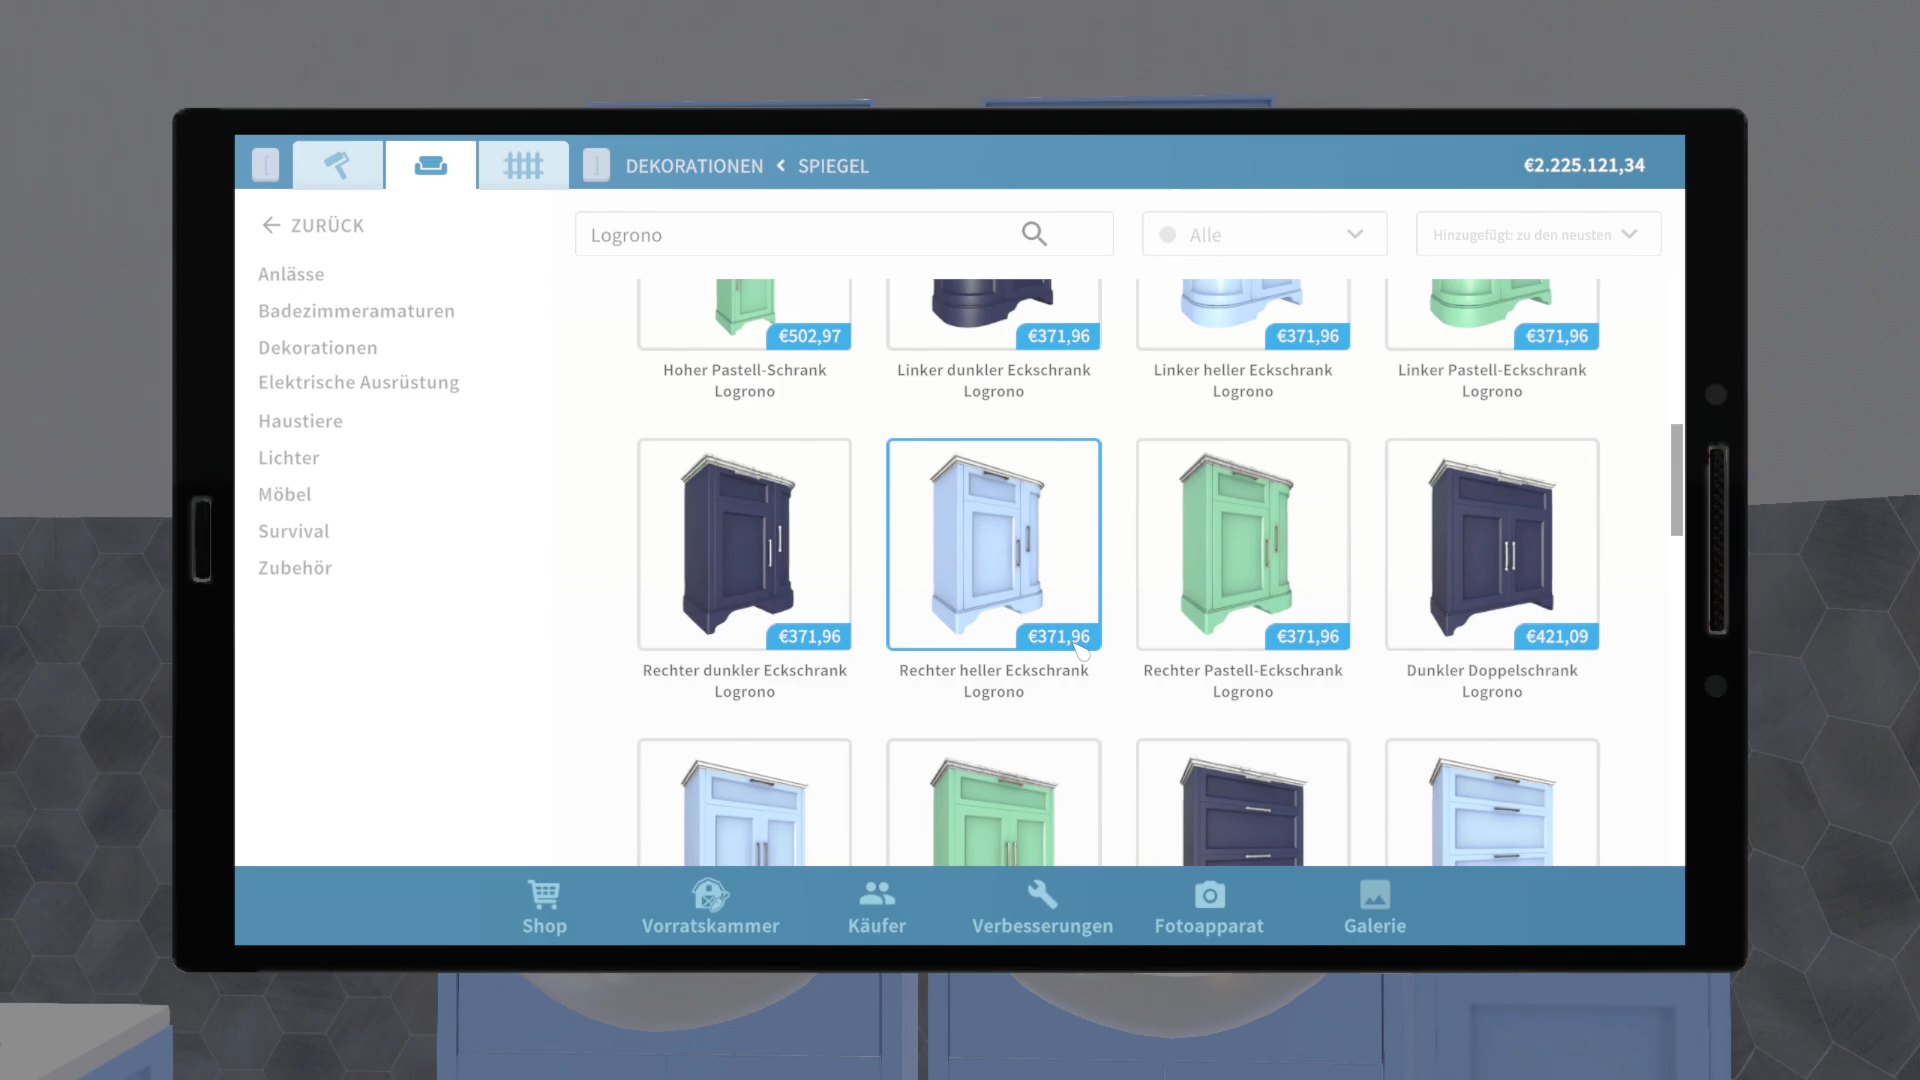 [
]
DEKORATIONEN < SPIEGEL
€2.225.121,34
ZURÜCK
Logrono
Alle
Hinzugefügt: zu den neusten
Anlässe
Badezimmeramaturen
Dekorationen
Elektrische Ausrüstung
Haustiere
Lichter
Möbel
Survival
Zubehör
€502,97
€371,96
€371,96
€371,96
Hoher Pastell-Schrank
Logrono
Linker dunkler Eckschrank
Logrono
Linker heller Eckschrank
Logrono
Linker Pastell-Eckschrank
Logrono
€371,96
€371,96
€371,96
€421,09
Rechter dunkler Eckschrank
Logrono
Rechter heller Eckschrank
Logrono
Rechter Pastell-Eckschrank
Logrono
Dunkler Doppelschrank
Logrono
Shop
Vorratskammer
Käufer
Verbesserungen
Fotoapparat
Galerie